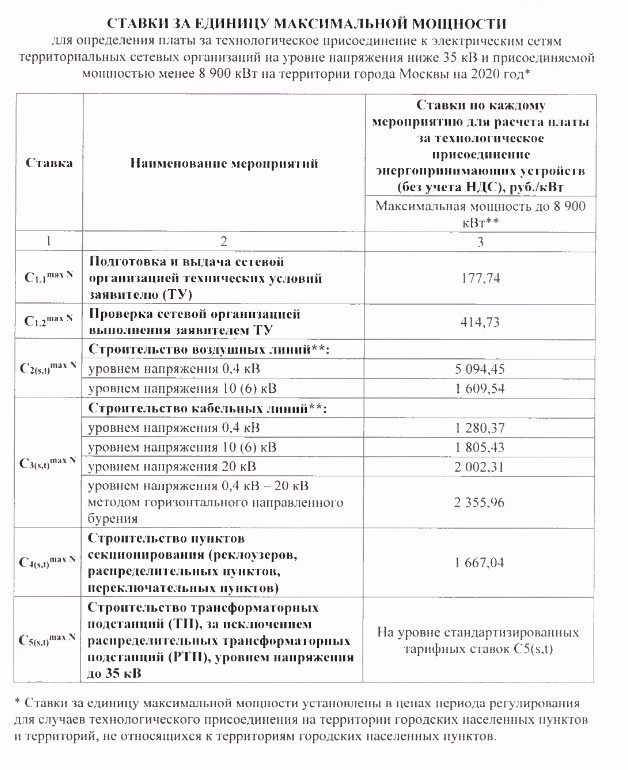 СТАВКИ ЗА ЕДИНИЦУ МАКСИМАЛЬНОЙ МОЩНОСТИ
для определения платы за технологическое присоединение к электрическим сетям
территориальных сетевых организаций на уровне напряжения ниже 35 кВ и присоединяемой
мощностью менее 8 900 кВт на территории города Москвы на 2020 год*
Ставка
Наименование мероприятий
Ставки по каждому
мероприятию для расчета платы
за технологическое
присоединение
энергопринимающих устройств
(без учета НДС), руб./кВт
Максимальная мощность до 8 900
кВт**
1
2
3
C1.1 max N
Подготовка и выдача сетевой
организацией технических условий
заявителю (ТУ)
177,74
C1.2 max N
Проверка сетевой организацией
выполнения заявителем ТУ
414,73
C2(s,t) max N
Строительство воздушных линий**:
уровнем напряжения 0,4 кВ
5 094,45
уровнем напряжения 10 (6) кВ
1 609,54
C3(s,t) max N
Строительство кабельных линий**:
уровнем напряжения 0,4 кВ
1 280,37
уровнем напряжения 10 (6) кВ
1 805,43
уровнем напряжения 20 кВ
2 002,31
уровнем напряжения 0,4 кВ – 20 кВ
методом горизонтального направленного
бурения
2 355,96
C4(s,t) max N
Строительство пунктов
секционирования (реклоузеров,
распределительных пунктов,
переключательных пунктов)
1 667,04
C5(s,t) max N
Строительство трансформаторных
подстанций (ТП), за исключением
распределительных трансформаторных
подстанций (РТП), уровнем напряжения
до 35 кВ
На уровне стандартизированных
тарифных ставок C5(s,t)
* Ставки за единицу максимальной мощности установлены в ценах периода регулирования
для случаев технологического присоединения на территории городских населенных пунктов
и территорий, не относящихся к территориям городских населенных пунктов.